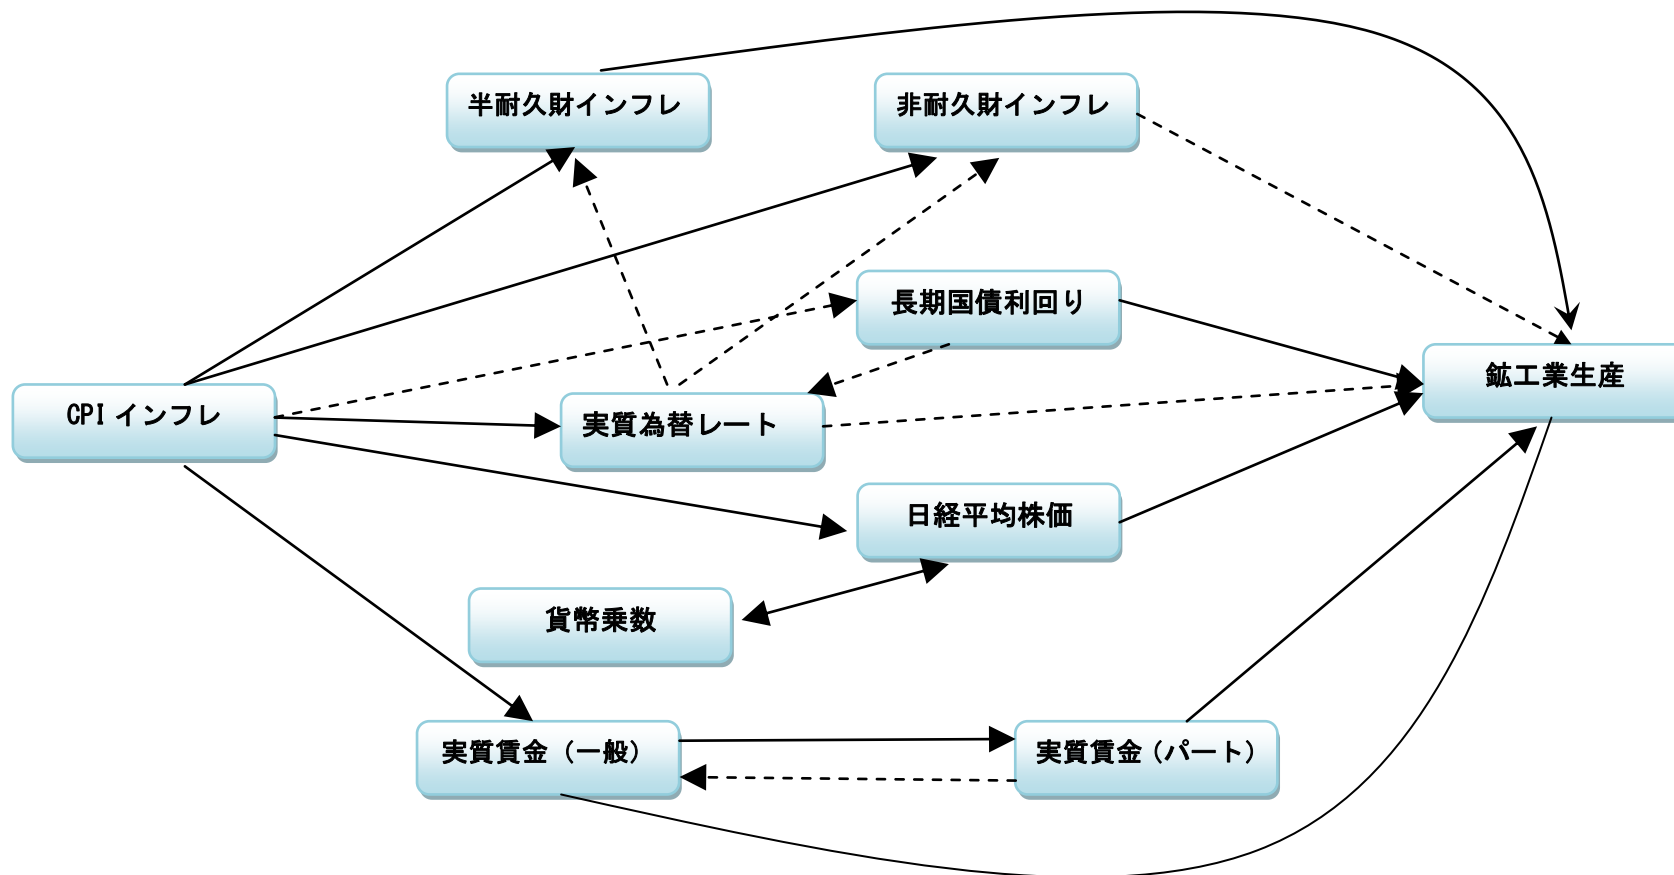 半耐久財インフレ
非耐久財インフレ
長期国債利回り
鉱工業生産
CPI インフレ
実質為替レート
日経平均株価
貨幣乗数
実質賃金（一般）
実質賃金（パート）